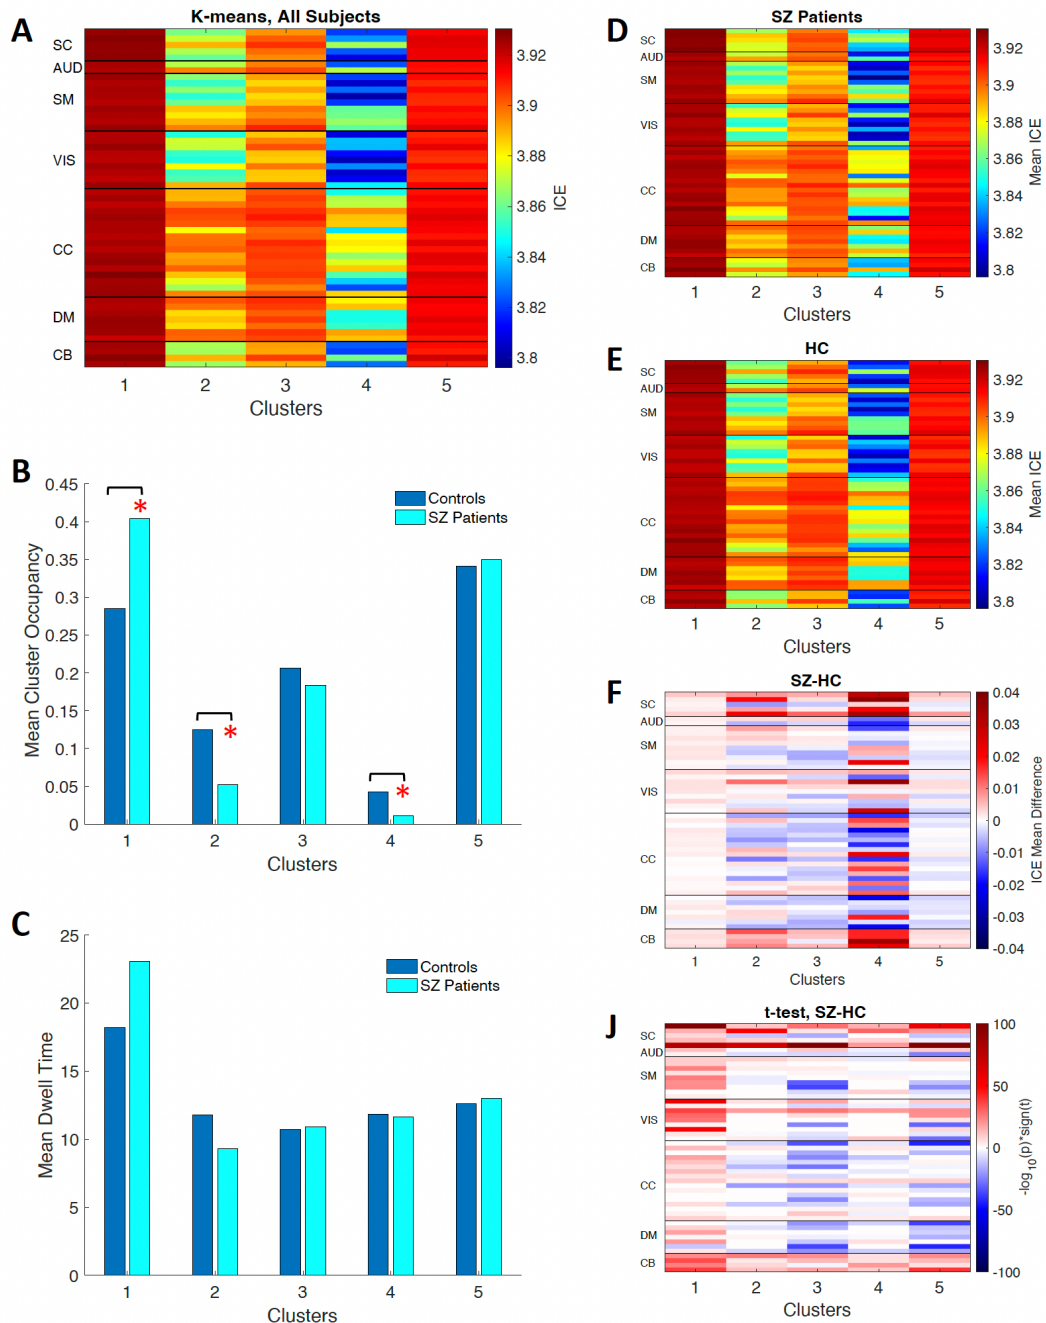 A
K-means, All Subjects
SC
AUD
SM
VIS
CC
DM
CB
1 2 3 4 5
Clusters
3.92
3.9
3.88
3.86
3.84
3.82
3.8
ICE
B
0.45
0.4
0.35
0.3
0.25
0.2
0.15
0.1
0.05
0
Mean Cluster Occupancy
Controls
SZ Patients
*
*
*
1 2 3 4 5
Clusters
C
25
20
15
10
5
0
Mean Dwell Time
Controls
SZ Patients
1 2 3 4 5
Clusters
D
SZ Patients
SC
AUD
SM
VIS
CC
DM
CB
1 2 3 4 5
Clusters
3.92
3.9
3.88
3.86
3.84
3.82
3.8
Mean ICE
E
HC
SC
AUD
SM
VIS
CC
DM
CB
1 2 3 4 5
Clusters
3.92
3.9
3.88
3.86
3.84
3.82
3.8
Mean ICE
F
SZ-HC
SC
AUD
SM
VIS
CC
DM
CB
1 2 3 4 5
Clusters
0.04
0.03
0.02
0.01
0
-0.01
-0.02
-0.03
-0.04
ICE Mean Difference
J
t-test, SZ-HC
SC
AUD
SM
VIS
CC
DM
CB
1 2 3 4 5
Clusters
100
50
0
-50
-100
-log10(p)*sign(t)